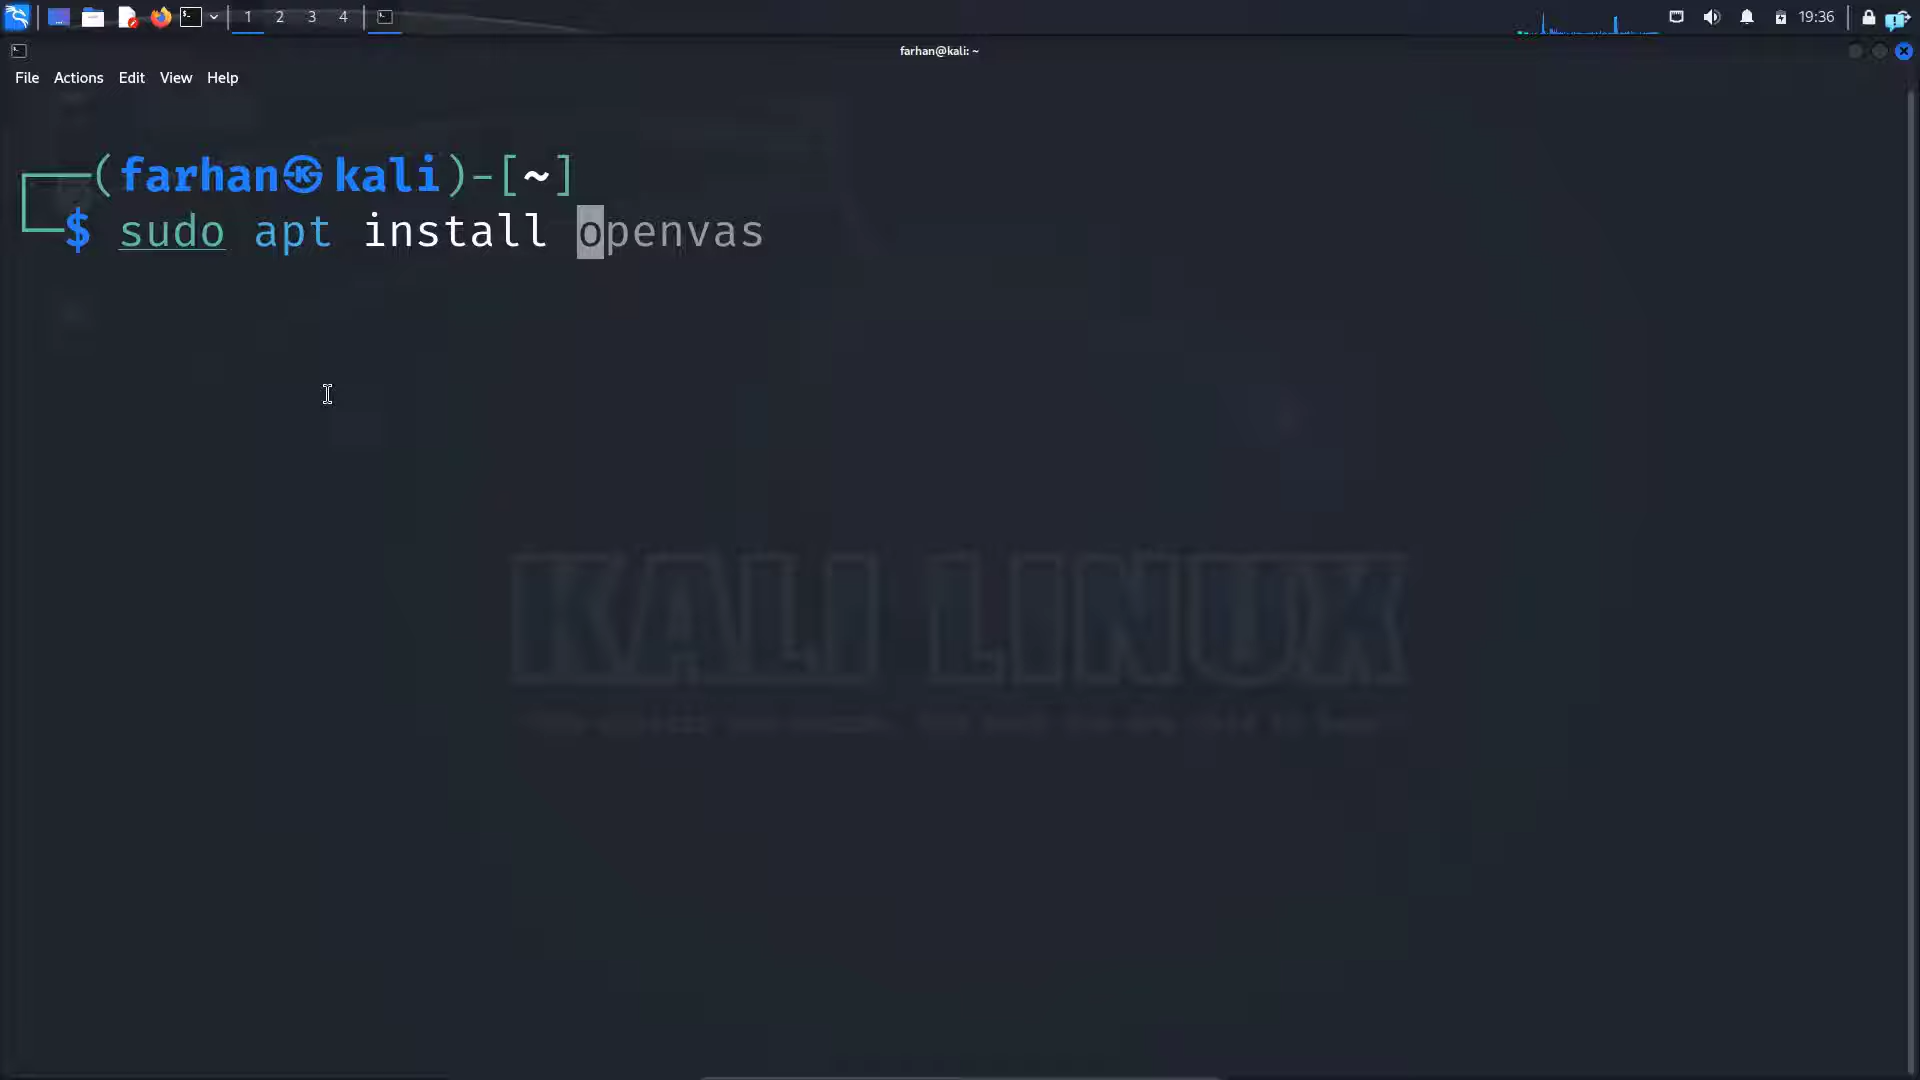 1 2 3 4 19:36
farhan@kali: ~
File Actions Edit View Help
(farhan㉿kali)-[~]
$ sudo apt install openvas
KALI LINUX